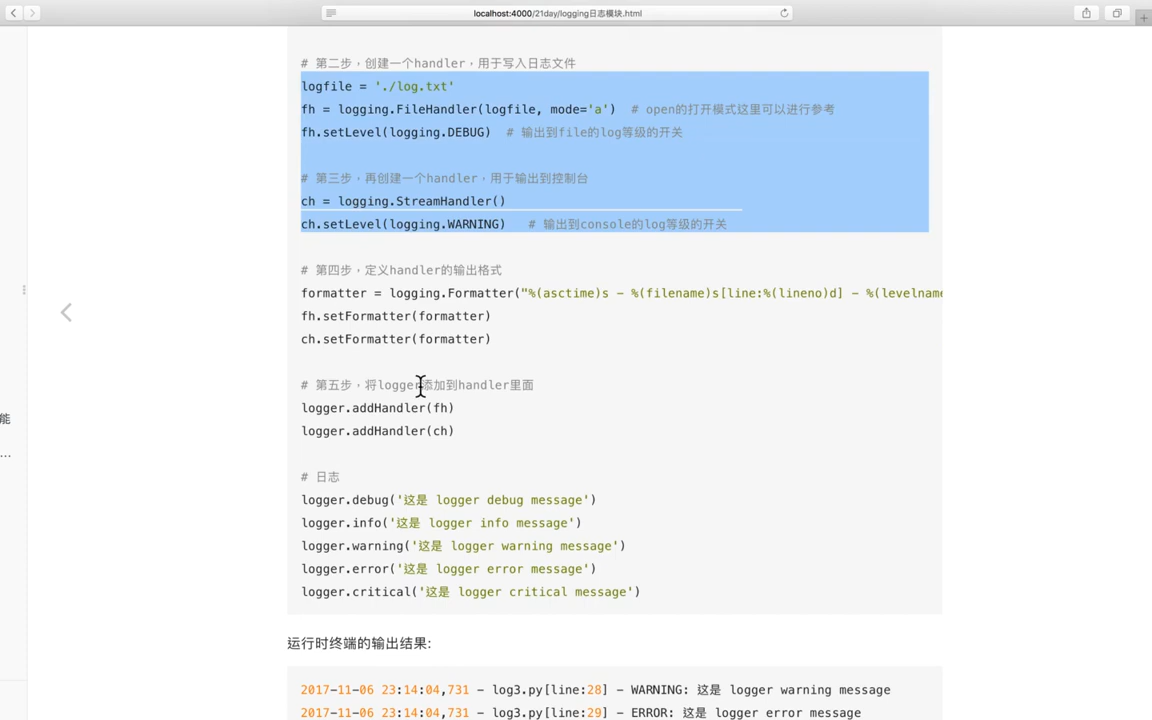 localhost:4000/21day/logging日志模块.html
# 第二步，创建一个handler，用于写入日志文件
logfile = './log.txt'
fh = logging.FileHandler(logfile, mode='a')  # open的打开模式这里可以进行参考
fh.setLevel(logging.DEBUG)  # 输出到file的log等级的开关
# 第三步，再创建一个handler，用于输出到控制台
ch = logging.StreamHandler()
ch.setLevel(logging.WARNING)   # 输出到console的log等级的开关
# 第四步，定义handler的输出格式
formatter = logging.Formatter("%(asctime)s - %(filename)s[line:%(lineno)d] - %(levelname
fh.setFormatter(formatter)
ch.setFormatter(formatter)
# 第五步，将logger添加到handler里面
logger.addHandler(fh)
能
logger.addHandler(ch)
...
# 日志
logger.debug('这是 logger debug message')
logger.info('这是 logger info message')
logger.warning('这是 logger warning message')
logger.error('这是 logger error message')
logger.critical('这是 logger critical message')
运行时终端的输出结果:
2017-11-06 23:14:04,731 - log3.py[line:28] - WARNING: 这是 logger warning message
2017-11-06 23:14:04,731 - log3.py[line:29] - ERROR: 这是 logger error message